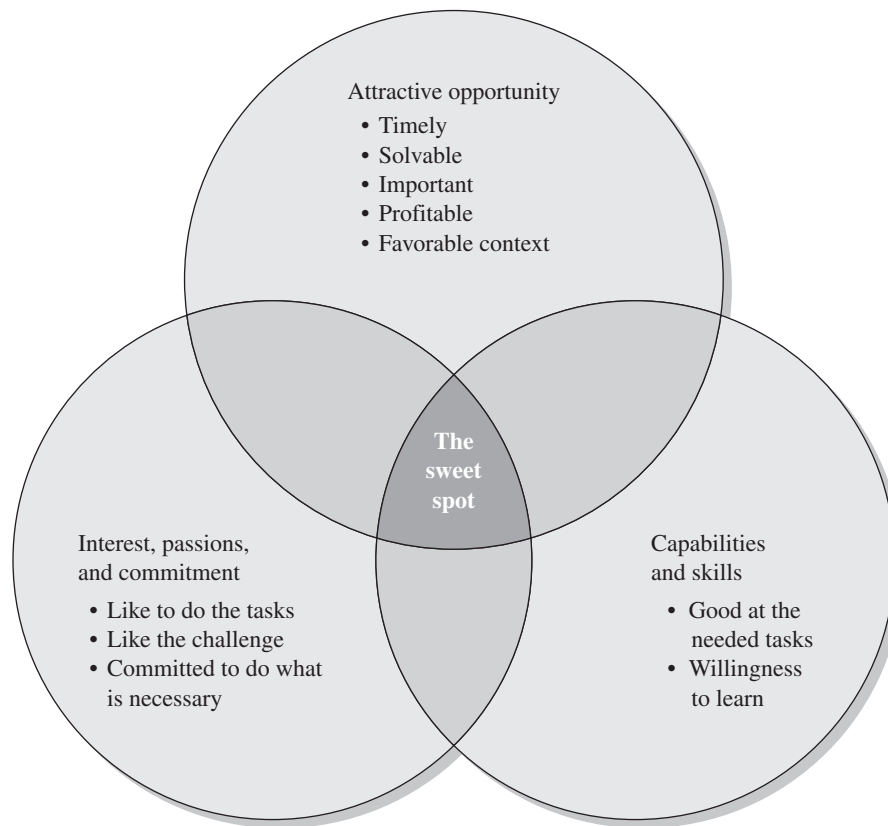 Attractive opportunity
• Timely
• Solvable
• Important
• Profitable
• Favorable context
The
sweet
spot
Interest, passions,
and commitment
• Like to do the tasks
• Like the challenge
• Committed to do what
is necessary
Capabilities
and skills
• Good at the
needed tasks
• Willingness
to learn